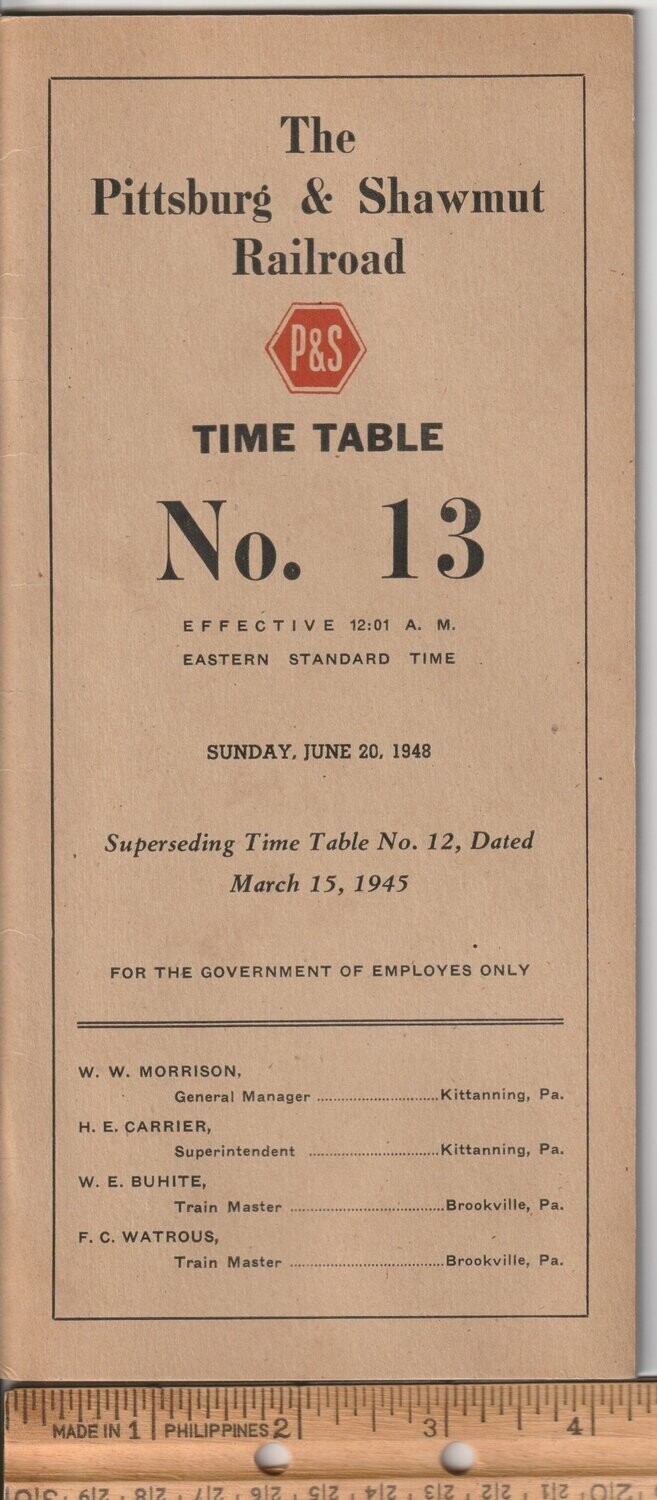 The
Pittsburg & Shawmut
Railroad
P&S
TIME TABLE
No. 13
EFFECTIVE 12:01 A. M.
EASTERN STANDARD TIME
SUNDAY, JUNE 20, 1948
Superseding Time Table No. 12, Dated
March 15, 1945
FOR THE GOVERNMENT OF EMPLOYES ONLY
W. W. MORRISON,
General Manager ............................Kittanning, Pa.
H. E. CARRIER,
Superintendent ..............................Kittanning, Pa.
W. E. BUHITE,
Train Master ....................................Brookville, Pa.
F. C. WATROUS,
Train Master ....................................Brookville, Pa.
MADE IN 1 PHILIPPINES 2 3 4